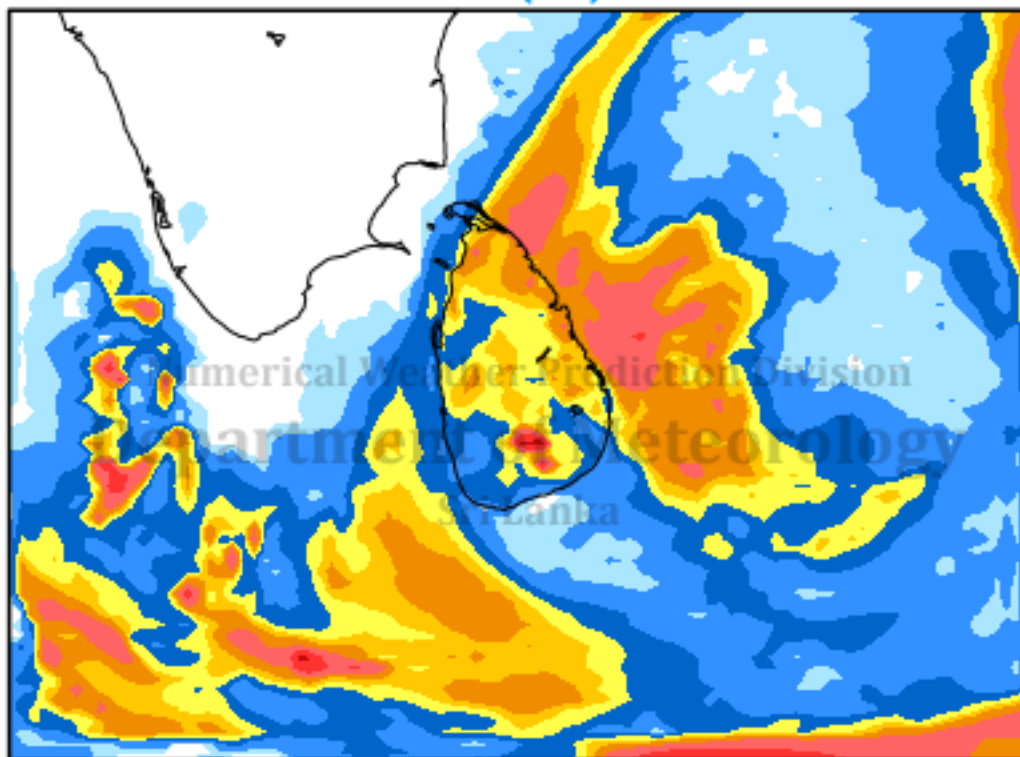 Numerical Weather Prediction Division
Department of Meteorology
Sri Lanka